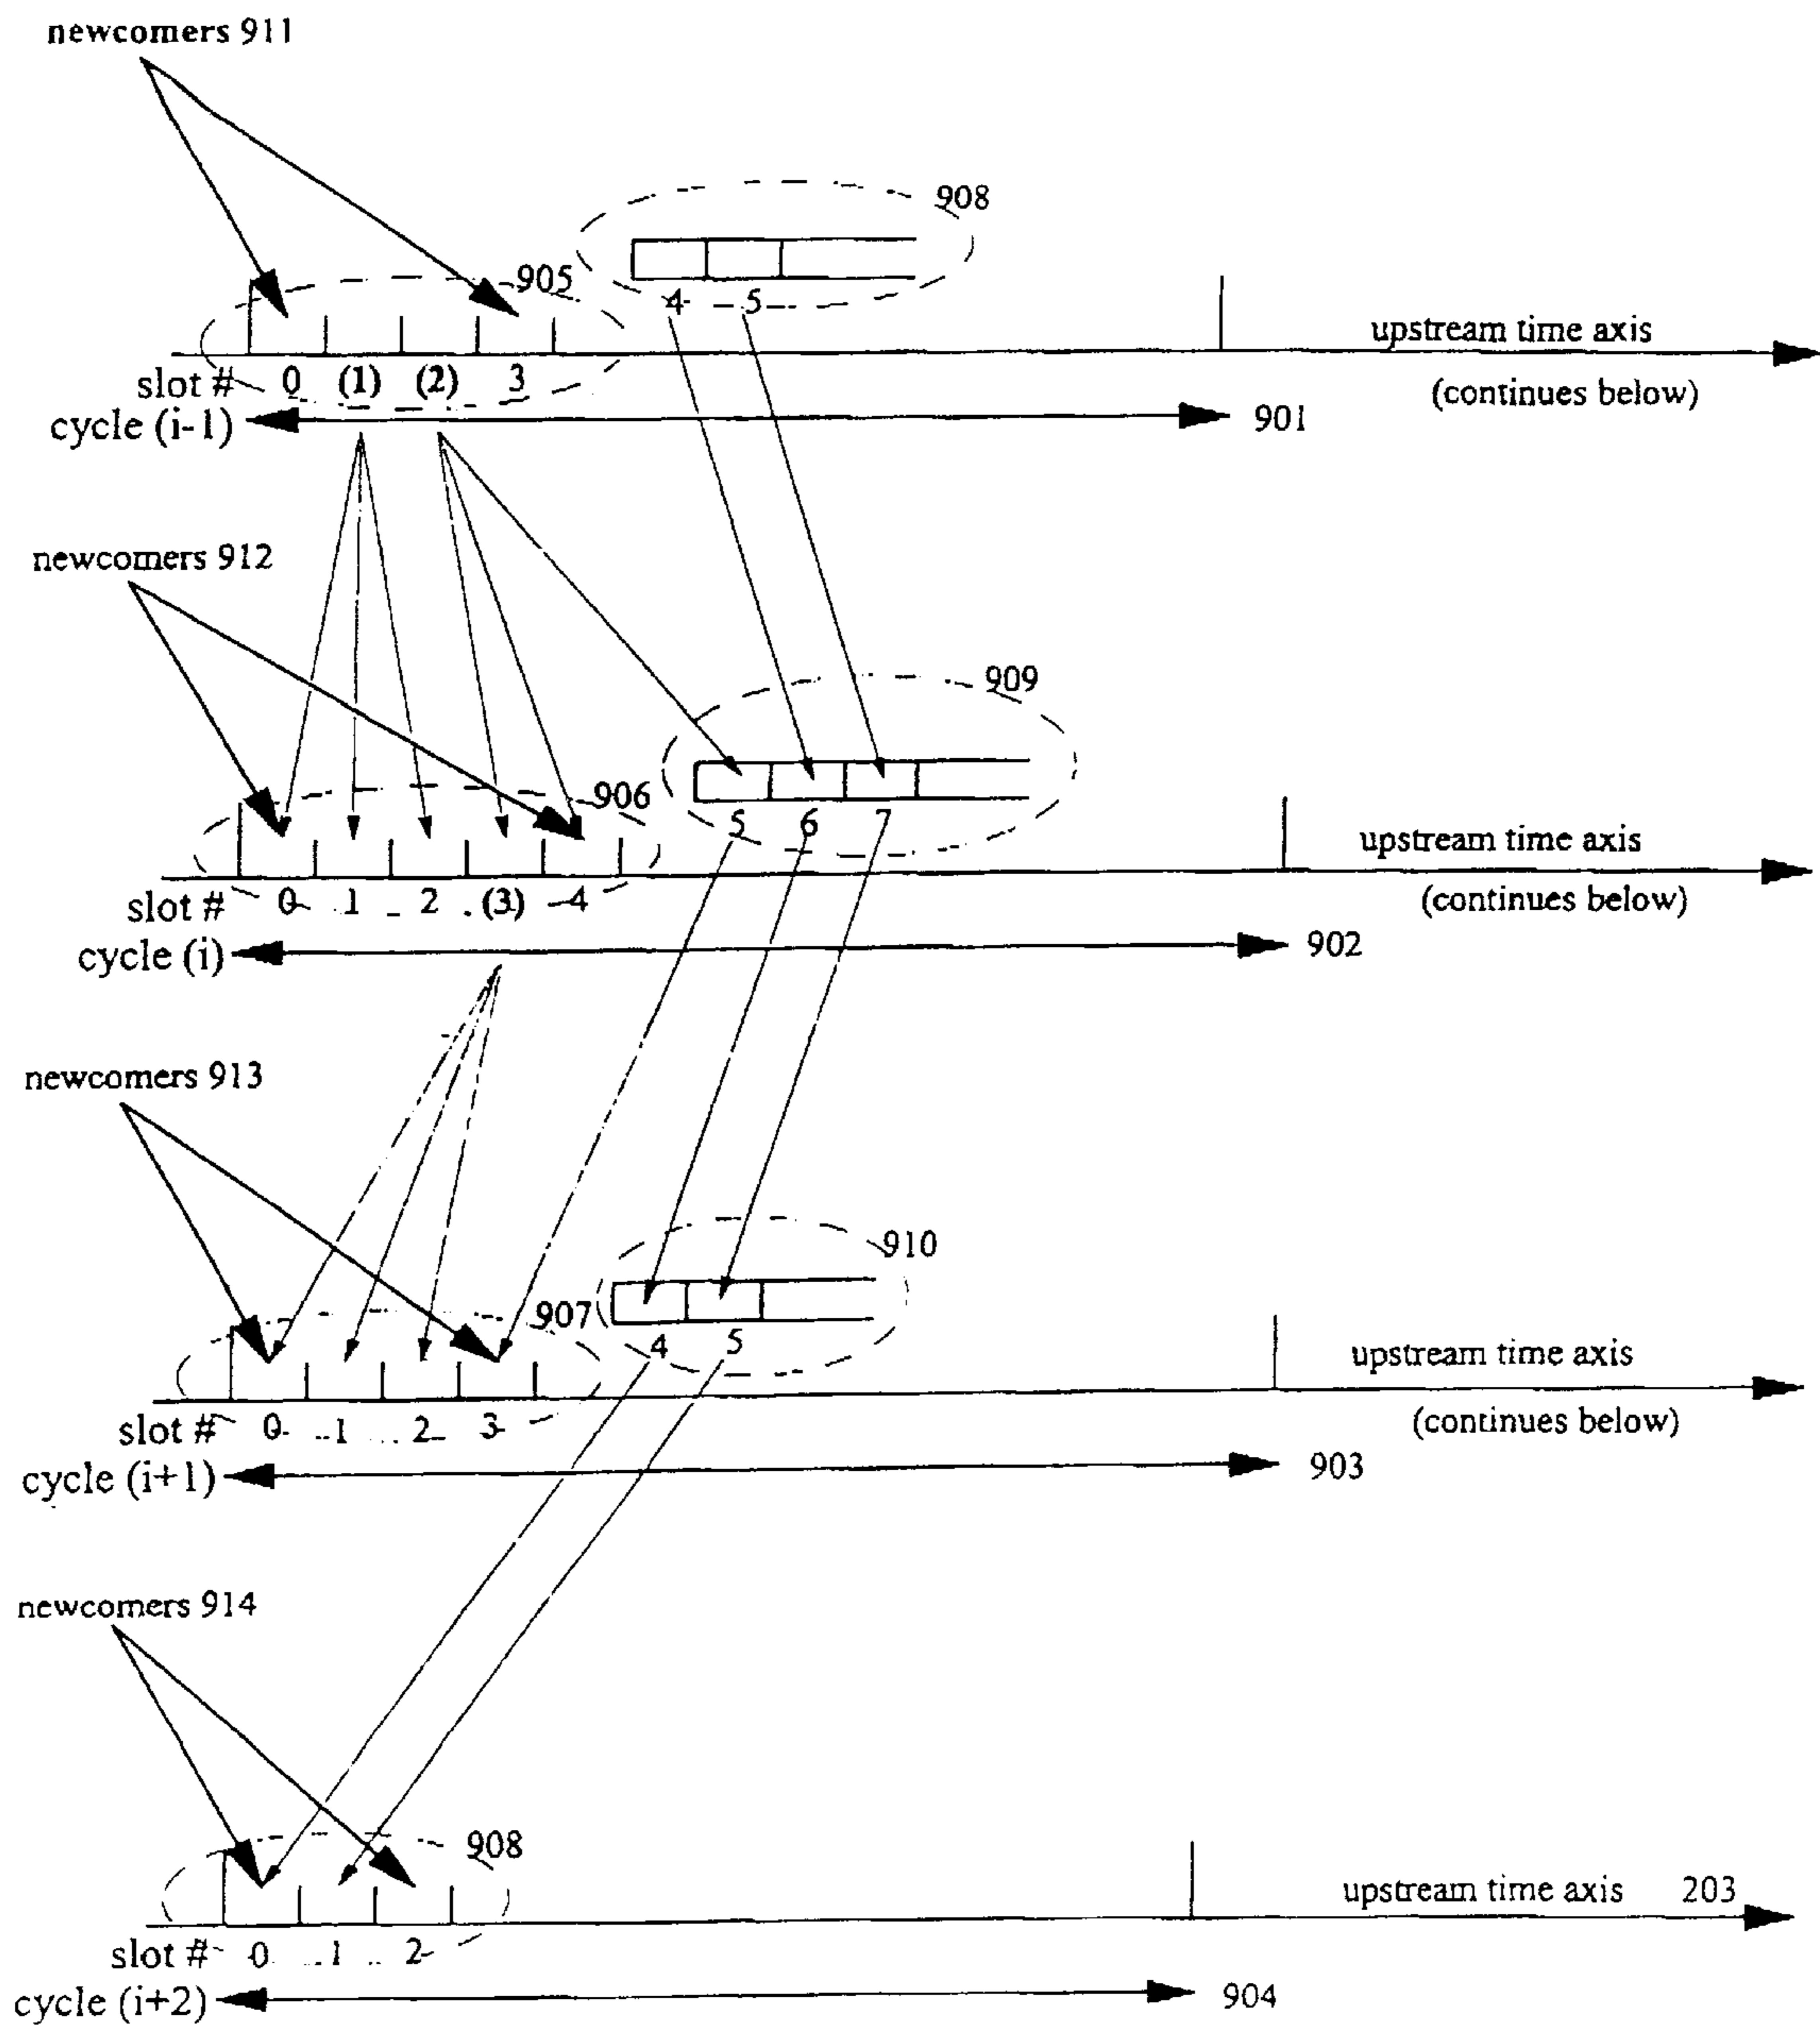 newcomers 911
908
905
4 5
upstream time axis
slot # 0 (1) (2) 3
(continues below)
cycle (i-1) 901
newcomers 912
909
906
5 6 7
upstream time axis
slot # 0 1 2 (3) 4
(continues below)
cycle (i) 902
newcomers 913
910
907
4 5
upstream time axis
slot # 0 1 2 3
(continues below)
cycle (i+1) 903
newcomers 914
908
upstream time axis 203
slot # 0 1 2
cycle (i+2) 904